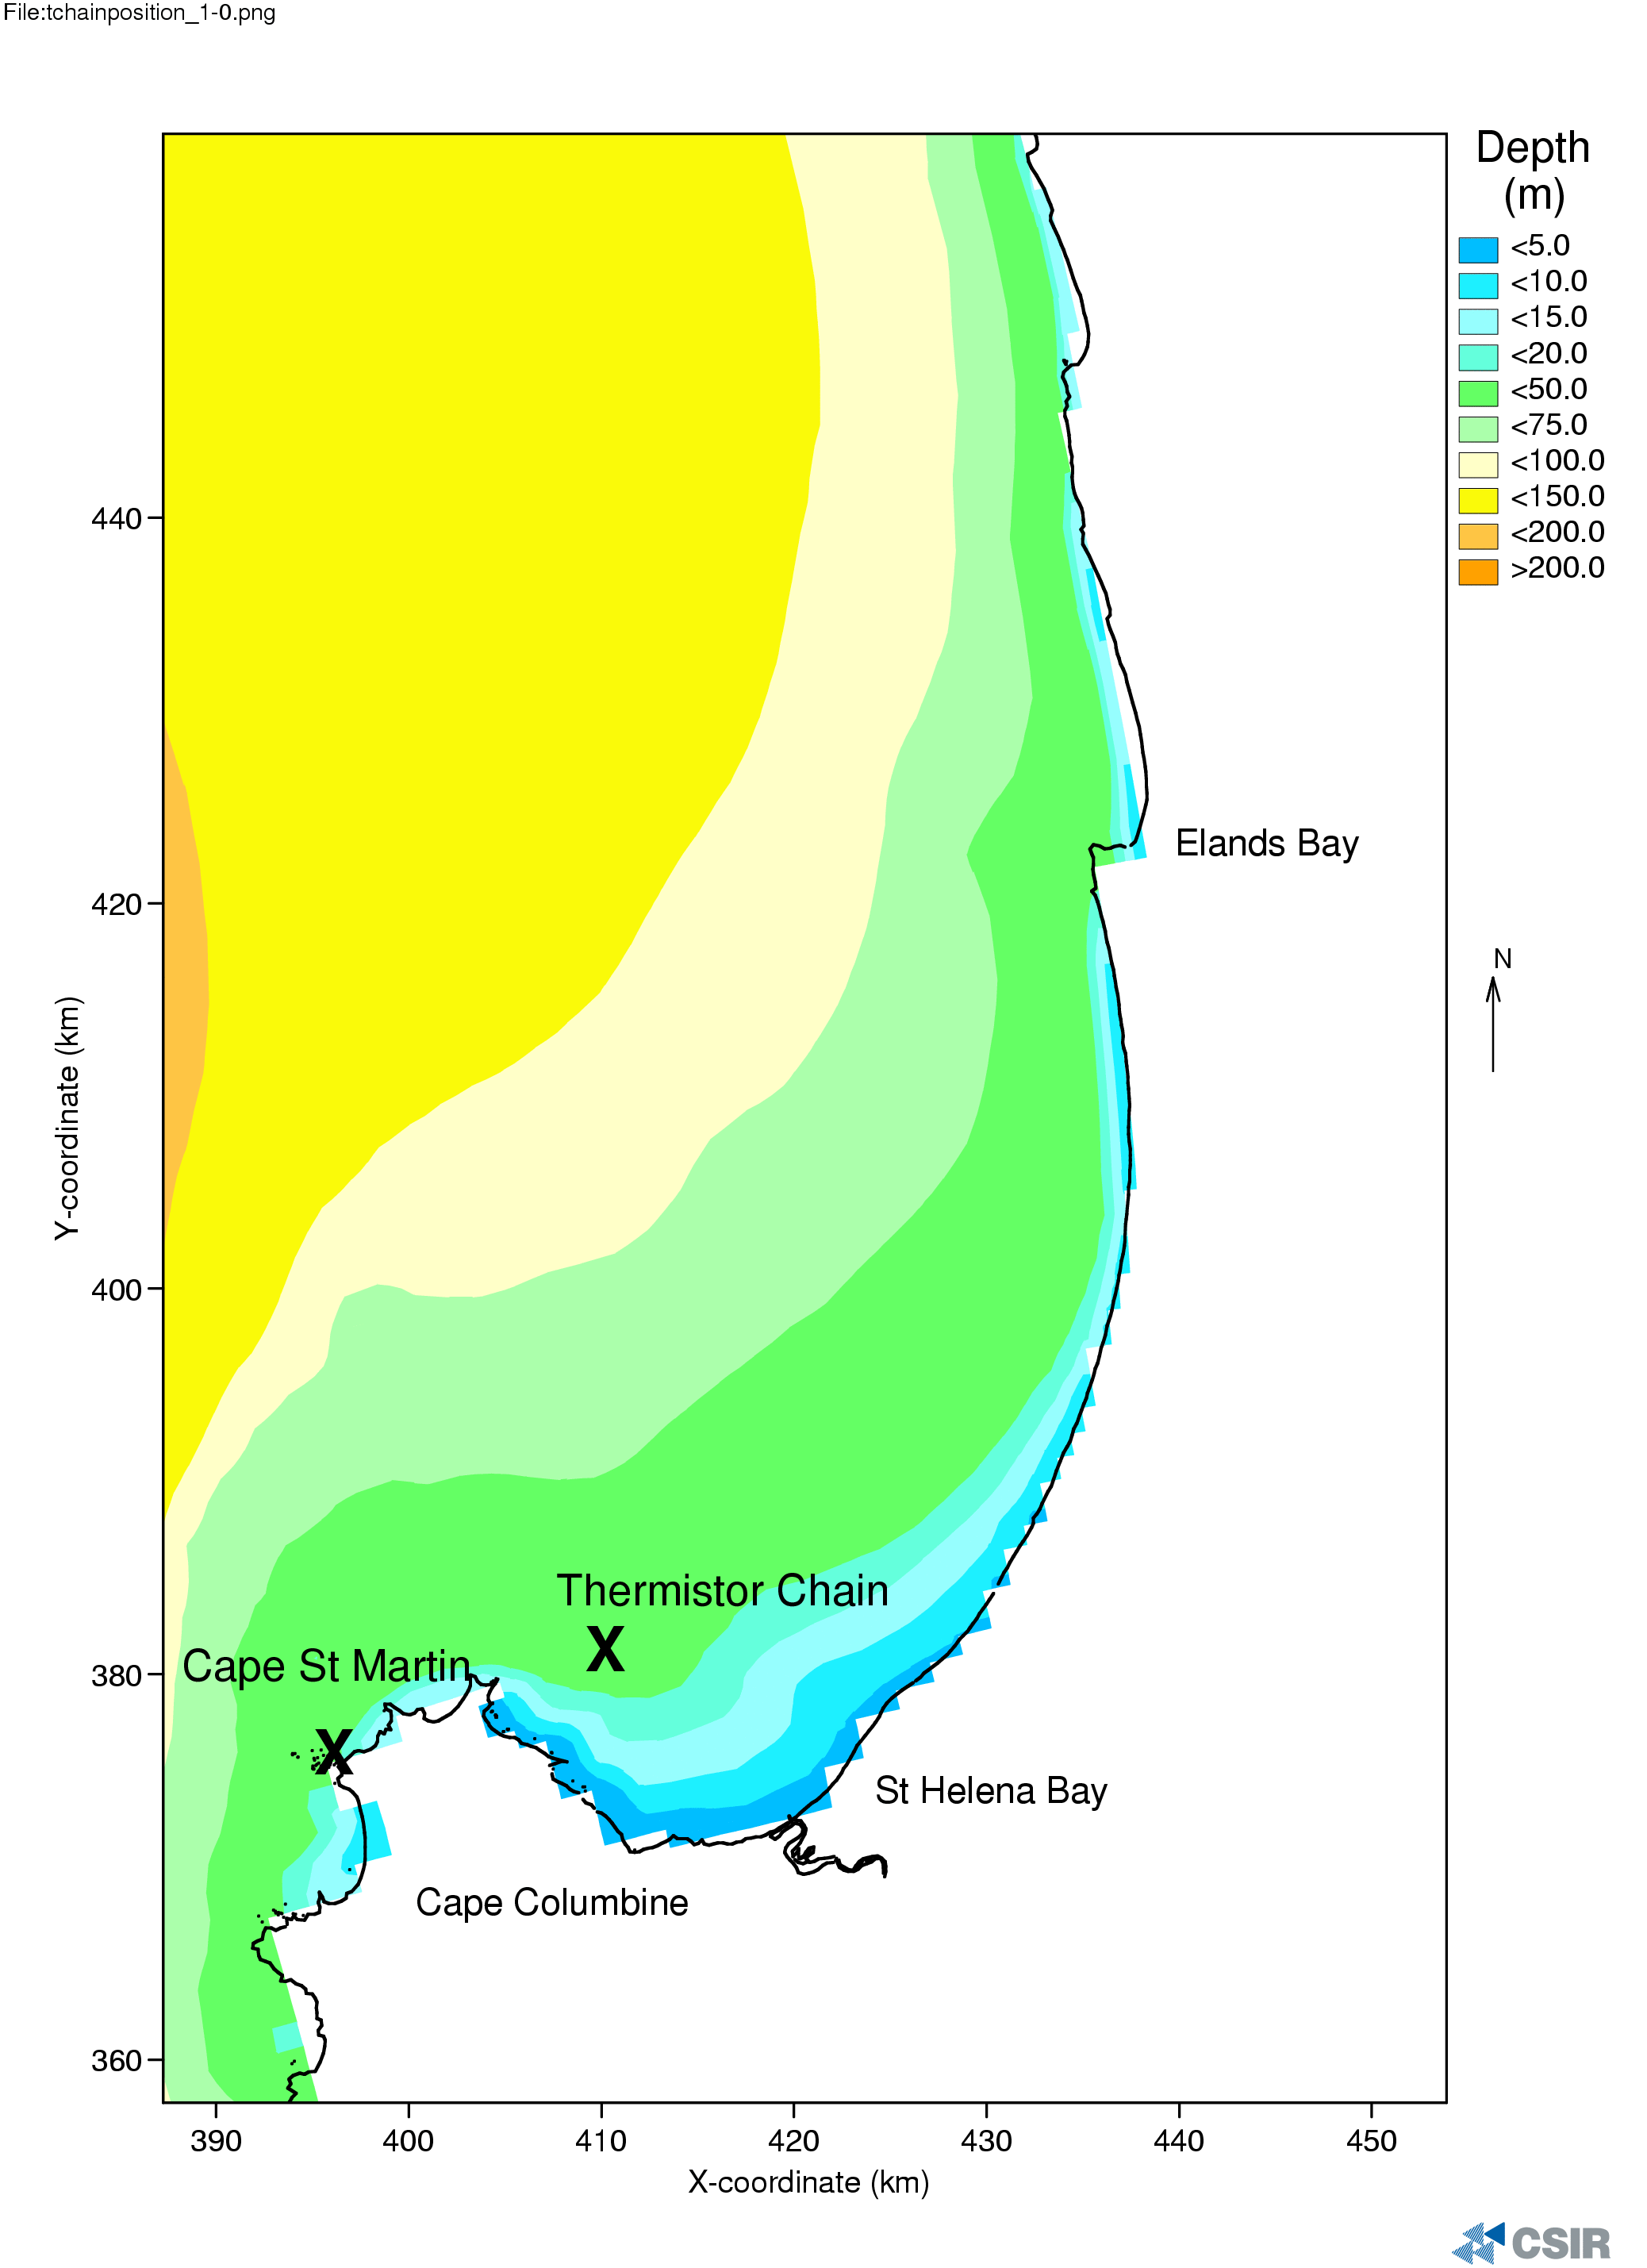 File:tchainposition_1-0.png
Depth
(m)
<5.0
<10.0
<15.0
<20.0
<50.0
<75.0
<100.0
<150.0
<200.0
>200.0
440
Elands Bay
420
N
Y-coordinate (km)
400
Thermistor Chain
X
380
Cape St Martin
X
St Helena Bay
Cape Columbine
360
390 400 410 420 430 440 450
X-coordinate (km)
CSIR